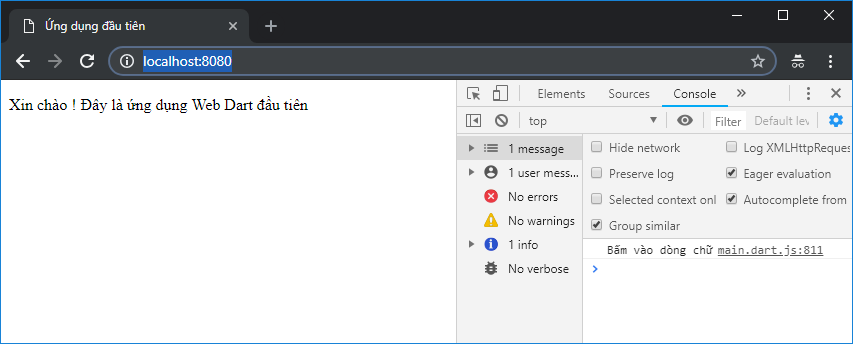 Ứng dụng đầu tiên
localhost:8080
Xin chào ! Đây là ứng dụng Web Dart đầu tiên
Elements Sources Console
top Filter Default lev
1 message
1 user mess...
No errors
No warnings
1 info
No verbose
Hide network Log XMLHttpReques
Preserve log Eager evaluation
Selected context onl Autocomplete from
Group similar
Bấm vào dòng chữ main.dart.js:811